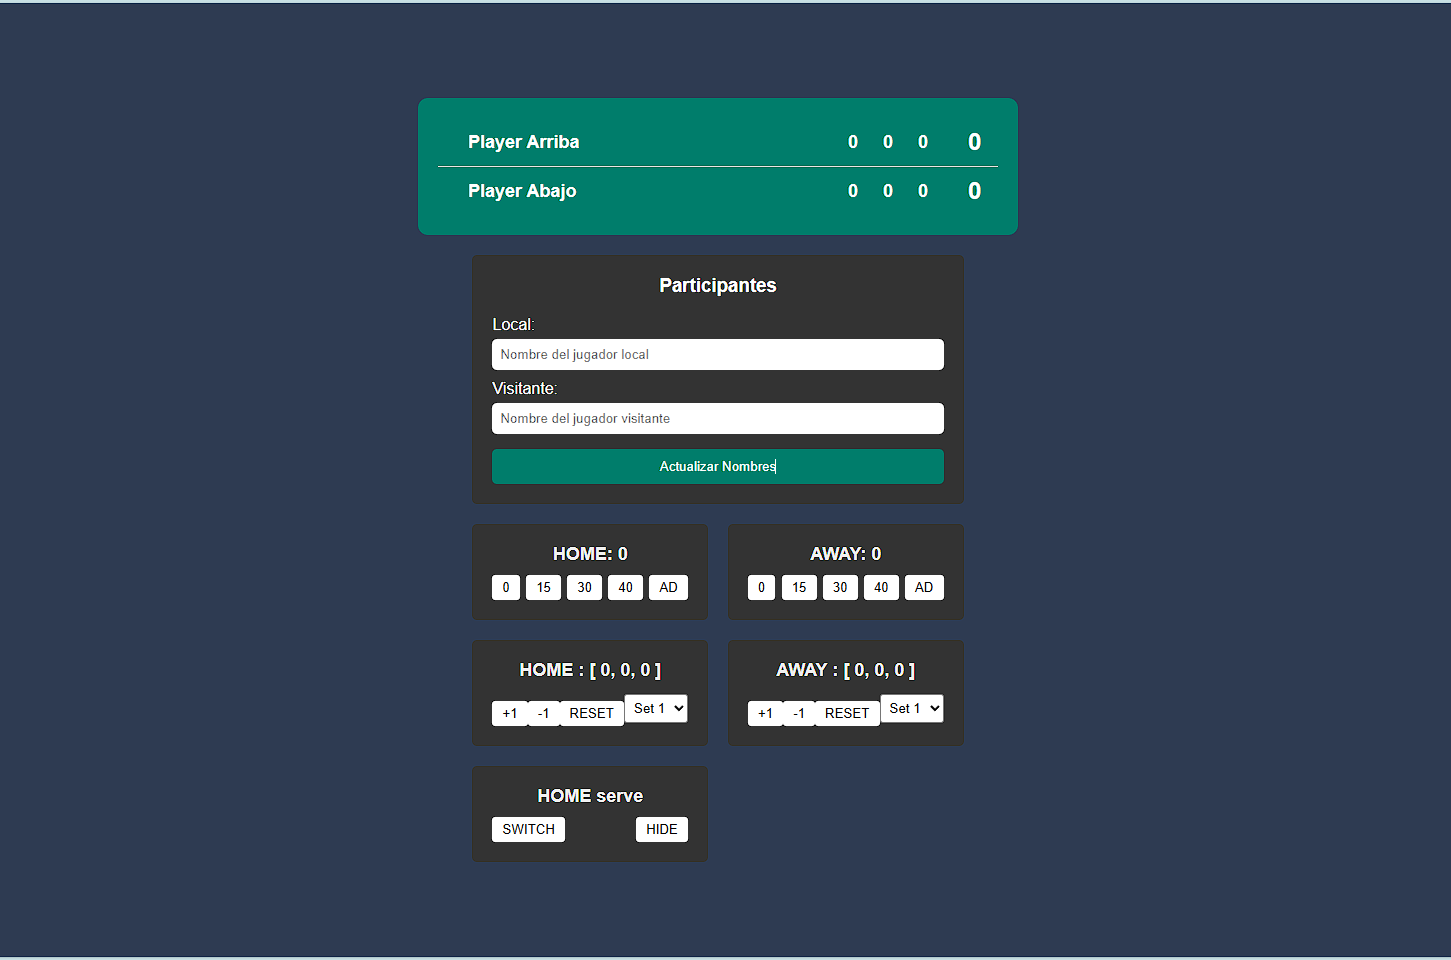 Player Arriba 0 0 0 0
Player Abajo 0 0 0 0
Participantes
Local:
Nombre del jugador local
Visitante:
Nombre del jugador visitante
Actualizar Nombres
HOME: 0
0 15 30 40 AD
AWAY: 0
0 15 30 40 AD
HOME : [ 0, 0, 0 ]
+1 -1 RESET Set 1
AWAY : [ 0, 0, 0 ]
+1 -1 RESET Set 1
HOME serve
SWITCH HIDE